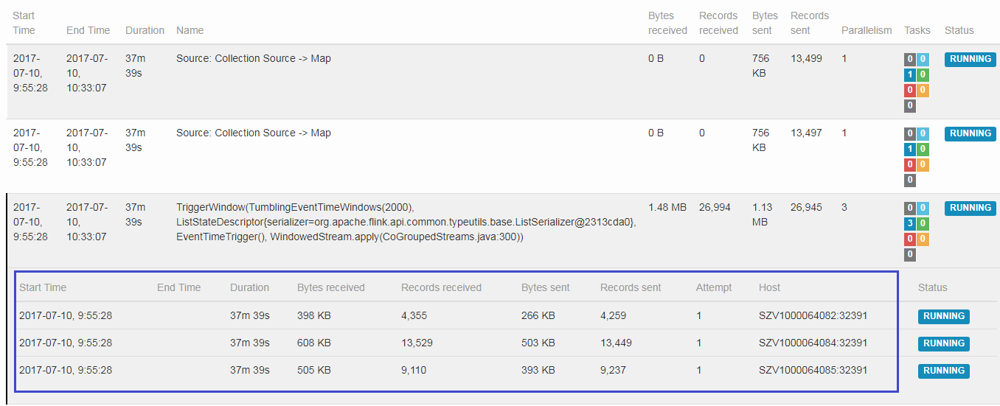 Start Time End Time Duration Name Bytes received Records received Bytes sent Records sent Parallelism Tasks Status
2017-07-10, 9:55:28 2017-07-10, 10:33:07 37m 39s Source: Collection Source -> Map 0 B 0 756 KB 13,499 1 0 0 1 0 0 0 0 RUNNING
2017-07-10, 9:55:28 2017-07-10, 10:33:07 37m 39s Source: Collection Source -> Map 0 B 0 756 KB 13,497 1 0 0 1 0 0 0 0 RUNNING
2017-07-10, 9:55:28 2017-07-10, 10:33:07 37m 39s TriggerWindow(TumblingEventTimeWindows(2000), ListStateDescriptor{serializer=org.apache.flink.api.common.typeutils.base.ListSerializer@2313cda0}, EventTimeTrigger(), WindowedStream.apply(CoGroupedStreams.java:300)) 1.48 MB 26,994 1.13 MB 26,945 3 0 0 3 0 0 0 0 RUNNING
Start Time End Time Duration Bytes received Records received Bytes sent Records sent Attempt Host Status
2017-07-10, 9:55:28 37m 39s 398 KB 4,355 266 KB 4,259 1 SZV1000064082:32391 RUNNING
2017-07-10, 9:55:28 37m 39s 608 KB 13,529 503 KB 13,449 1 SZV1000064084:32391 RUNNING
2017-07-10, 9:55:28 37m 39s 505 KB 9,110 393 KB 9,237 1 SZV1000064085:32391 RUNNING